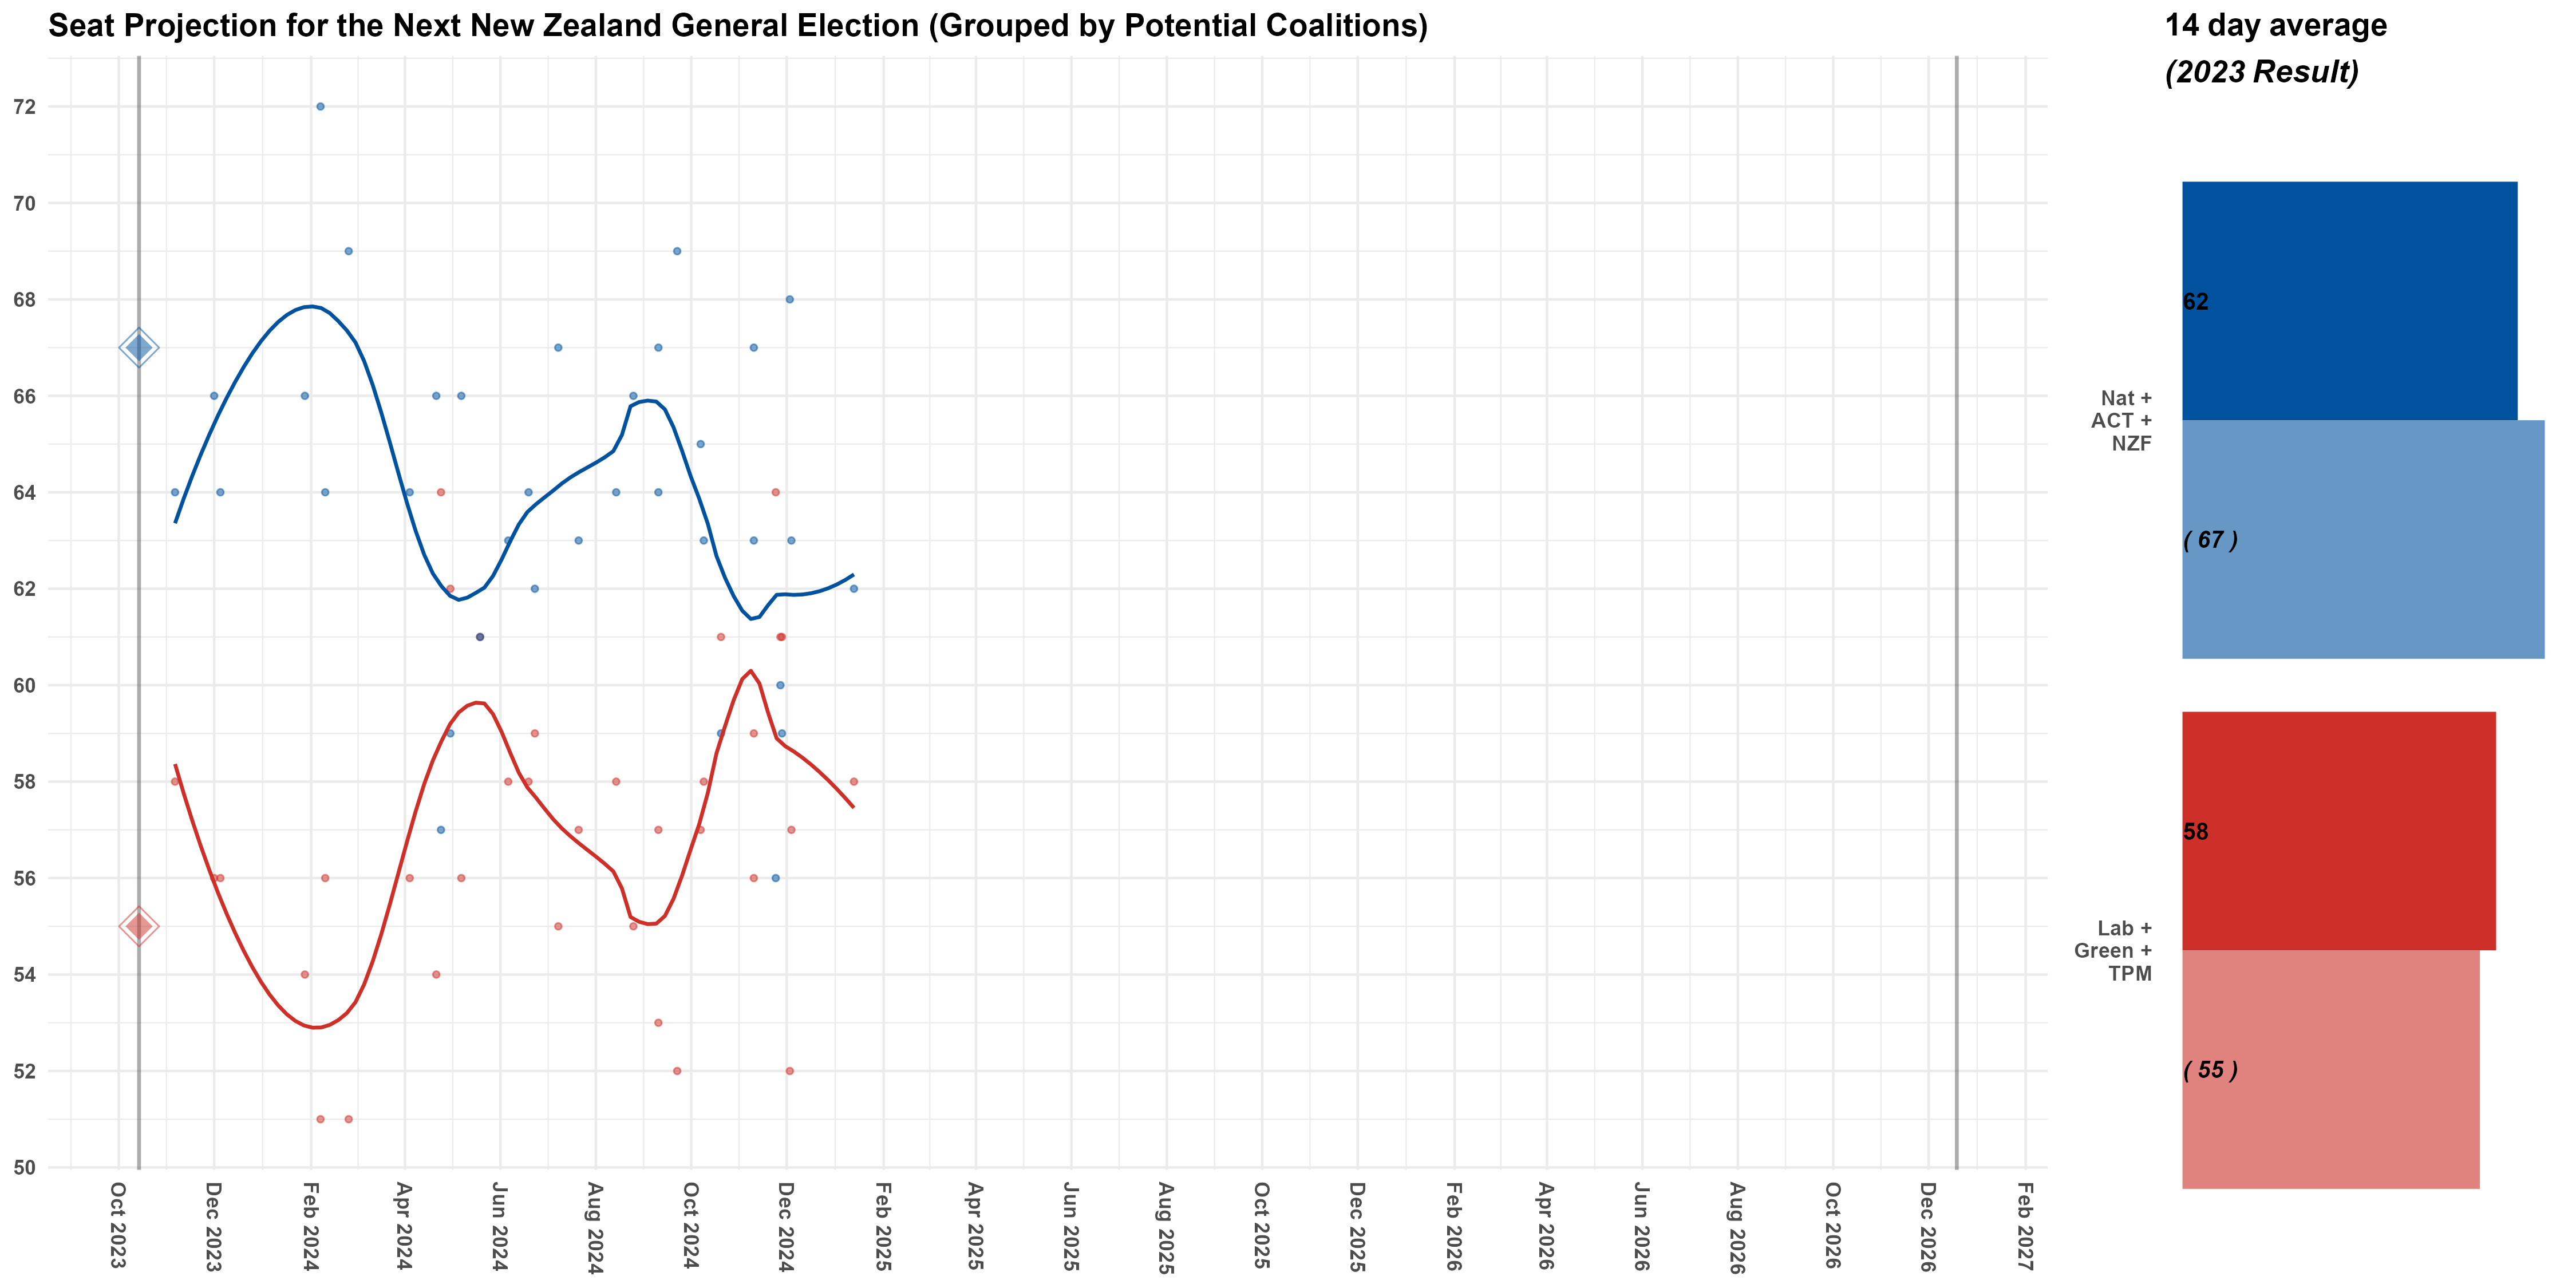 Seat Projection for the Next New Zealand General Election (Grouped by Potential Coalitions)
72
70
68
66
64
62
60
58
56
54
52
50
Oct 2023
Dec 2023
Feb 2024
Apr 2024
Jun 2024
Aug 2024
Oct 2024
Dec 2024
Feb 2025
Apr 2025
Jun 2025
Aug 2025
Oct 2025
Dec 2025
Feb 2026
Apr 2026
Jun 2026
Aug 2026
Oct 2026
Dec 2026
Feb 2027
14 day average
(2023 Result)
Nat +
ACT +
NZF
62
( 67 )
Lab +
Green +
TPM
58
( 55 )